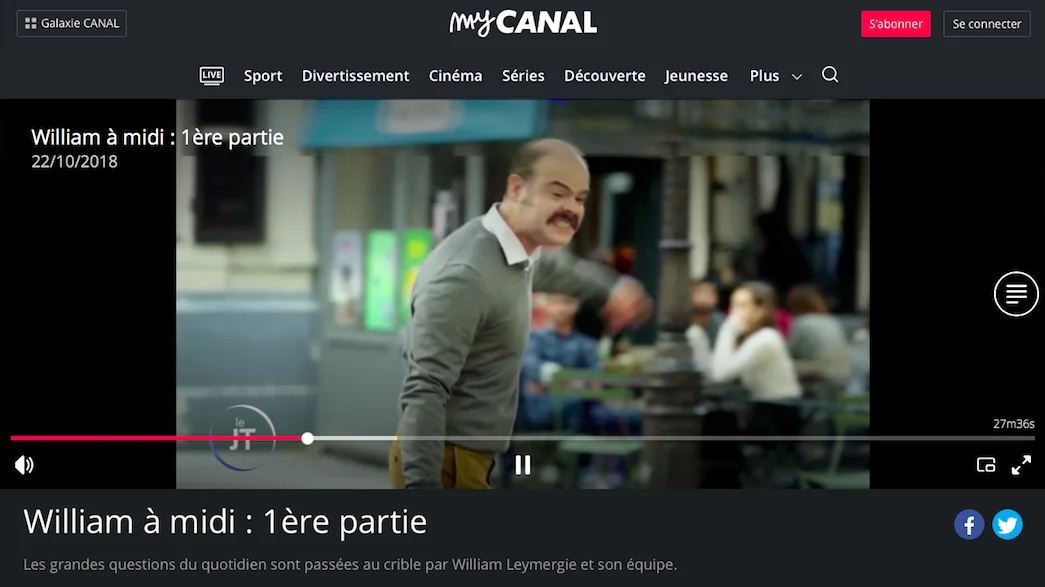 Galaxie CANAL
myCANAL
S'abonner
Se connecter
LIVE
Sport Divertissement Cinéma Séries Découverte Jeunesse Plus
William à midi : 1ère partie
22/10/2018
le
JT
27m36s
William à midi : 1ère partie
Les grandes questions du quotidien sont passées au crible par William Leymergie et son équipe.